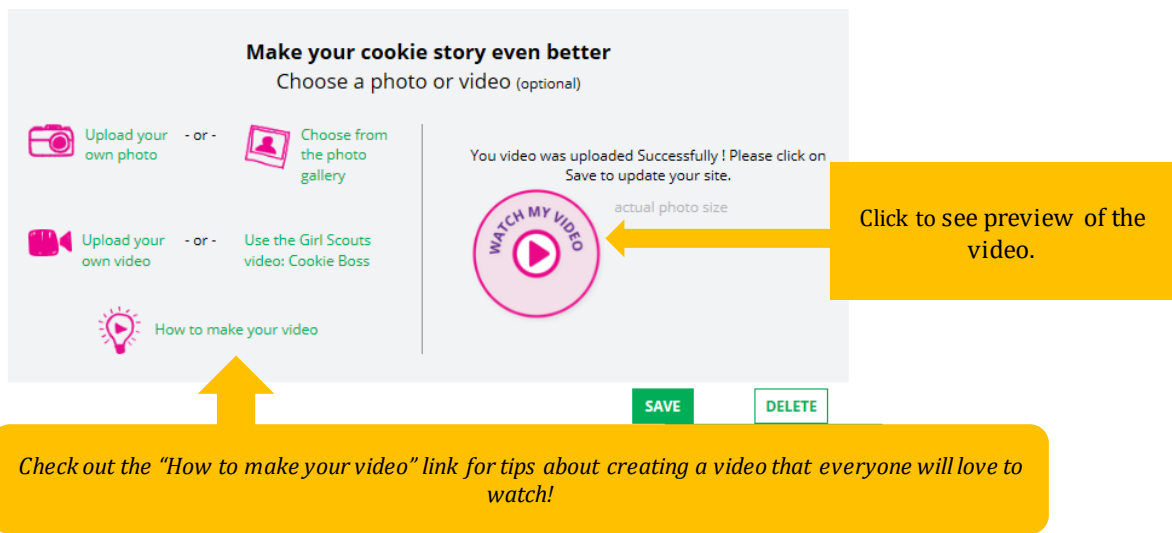 Make your cookie story even better
Choose a photo or video (optional)
Upload your
own photo
- or -
Choose from
the photo
gallery
Upload your
own video
- or -
Use the Girl Scouts
video: Cookie Boss
How to make your video
You video was uploaded Successfully ! Please click on
Save to update your site.
actual photo size
WATCH MY VIDEO
Click to see preview of the
video.
SAVE
DELETE
Check out the “How to make your video” link for tips about creating a video that everyone will love to
watch!